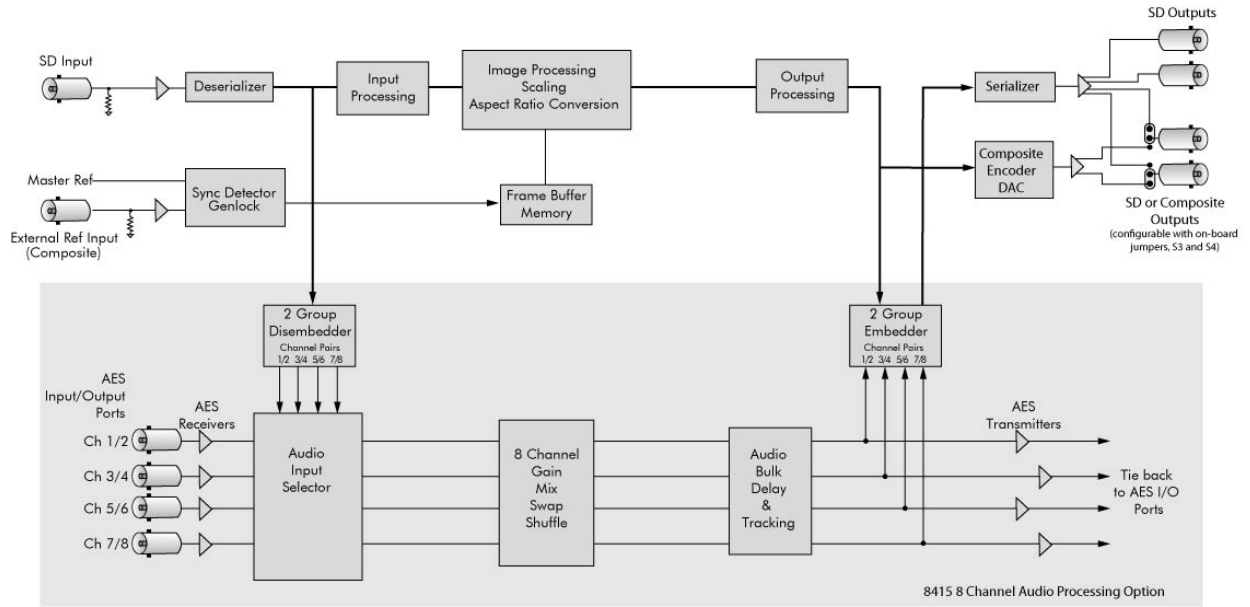 SD Outputs
SD Input
Deserializer
Input
Processing
Image Processing
Scaling
Aspect Ratio Conversion
Output
Processing
Serializer
Master Ref
Sync Detector
Genlock
External Ref Input
(Composite)
Frame Buffer
Memory
Composite
Encoder
DAC
SD or Composite
Outputs
(configurable with on-board
jumpers, S3 and S4)
2 Group
Disembedder
Channel Pairs
1/2 3/4 5/6 7/8
2 Group
Embedder
Channel Pairs
1/2 3/4 5/6 7/8
AES
Input/Output
Ports
AES
Receivers
Ch 1/2
Ch 3/4
Ch 5/6
Ch 7/8
Audio
Input
Selector
8 Channel
Gain
Mix
Swap
Shuffle
Audio
Bulk
Delay
&
Tracking
AES
Transmitters
Tie back
to AES I/O
Ports
8415 8 Channel Audio Processing Option